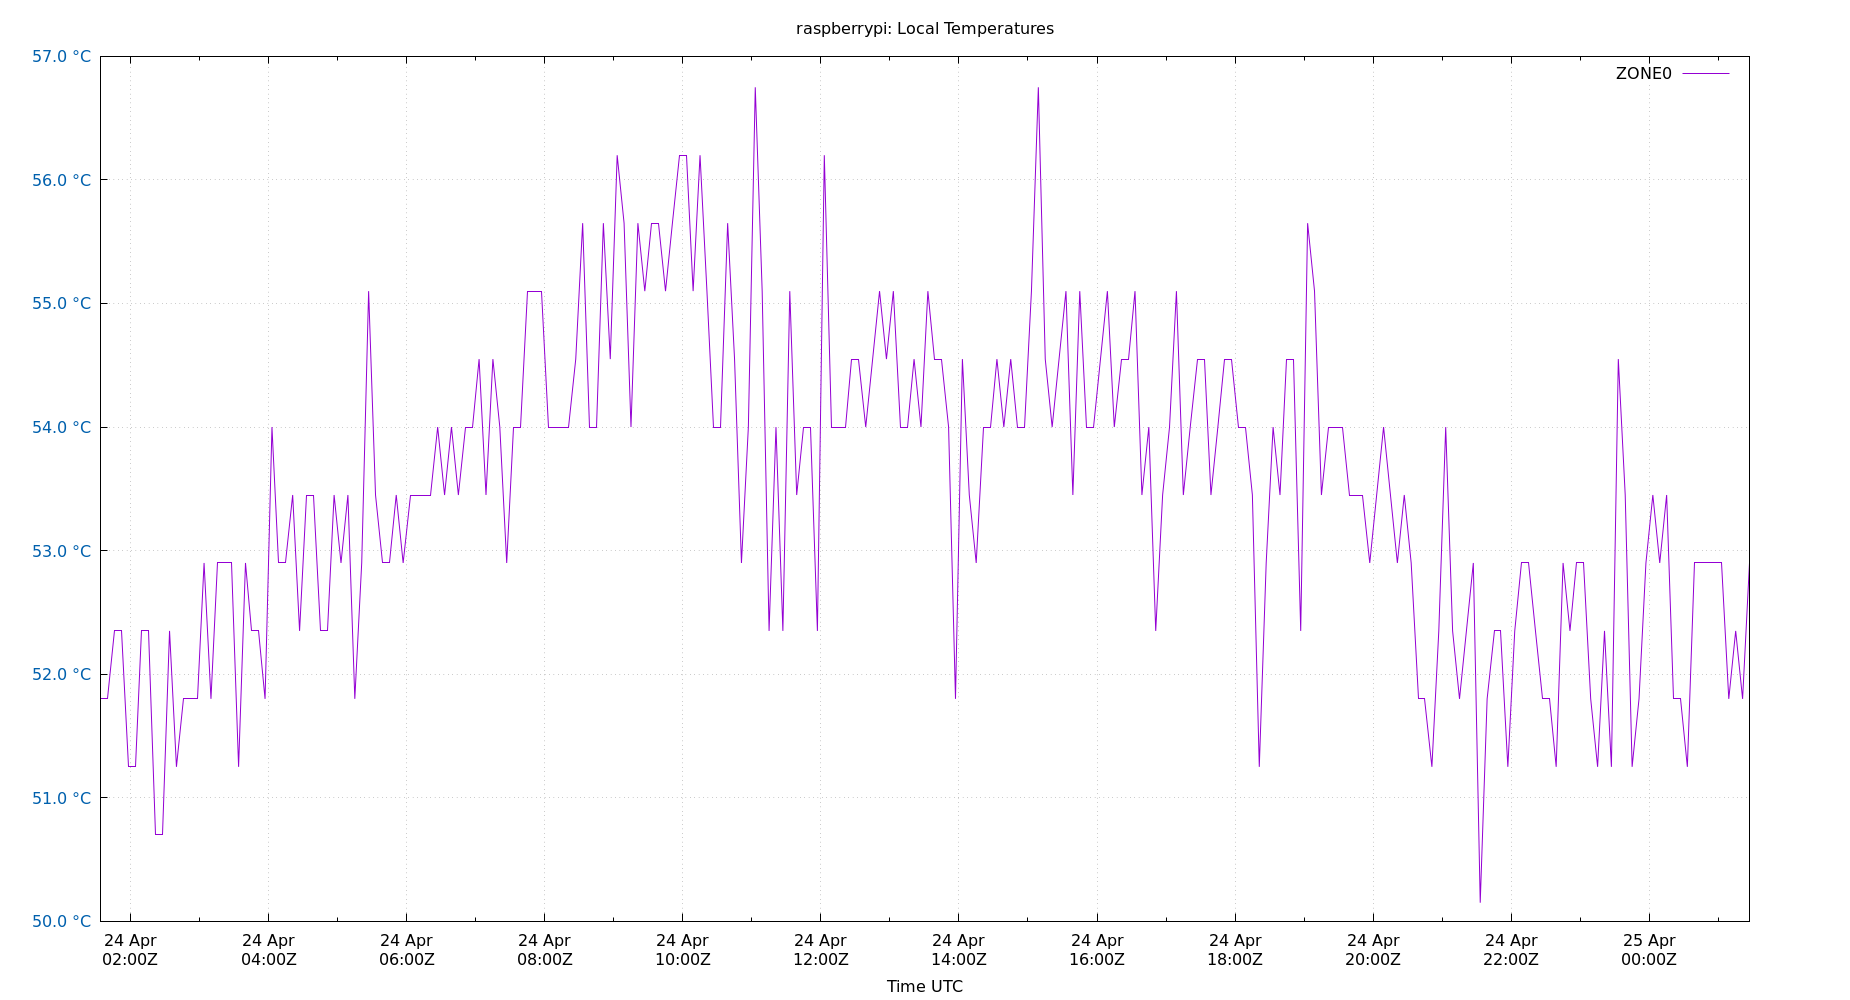 raspberrypi: Local Temperatures
57.0 °C
ZONE0
56.0 °C
55.0 °C
54.0 °C
53.0 °C
52.0 °C
51.0 °C
50.0 °C
24 Apr 24 Apr 24 Apr 24 Apr 24 Apr 24 Apr 24 Apr 24 Apr 24 Apr 24 Apr 24 Apr 25 Apr
02:00Z 04:00Z 06:00Z 08:00Z 10:00Z 12:00Z 14:00Z 16:00Z 18:00Z 20:00Z 22:00Z 00:00Z
Time UTC